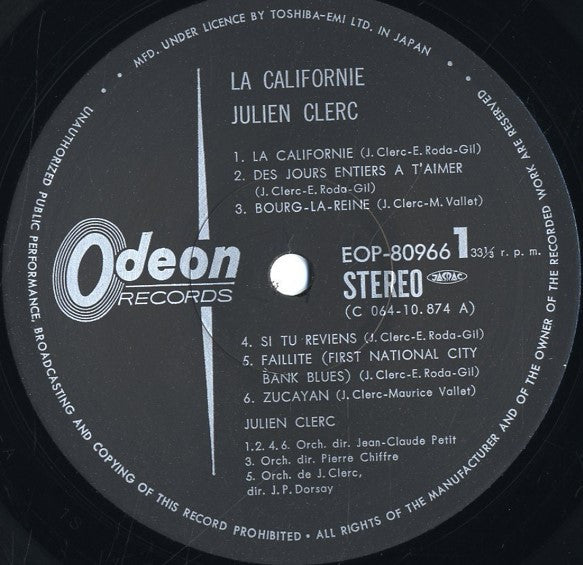 • MFD. UNDER LICENCE BY TOSHIBA-EMI LTD. IN JAPAN •
LA CALIFORNIE
JULIEN CLERC
1. LA CALIFORNIE (J. Clerc-E. Roda-Gil)
2. DES JOURS ENTIERS A T'AIMER
(J. Clerc-E. Roda-Gil)
3. BOURG-LA-REINE (J. Clerc-M. Vallet)
Odeon
RECORDS
EOP-80966 1 33⅓ r. p. m.
STEREO JASRAC
(C 064-10. 874 A)
4. SI TU REVIENS (J. Clerc-E. Roda-Gil)
5. FAILLITE (FIRST NATIONAL CITY
BANK BLUES) (J. Clerc-E. Roda-Gil)
6. ZUCAYAN (J. Clerc-Maurice Vallet)
JULIEN CLERC
1.2. 4. 6. Orch. dir. Jean-Claude Petit
3. Orch. dir. Pierre Chiffre
5. Orch. de J. Clerc,
dir. J. P. Dorsay
UNAUTHORIZED PUBLIC PERFORMANCE, BROADCASTING AND COPYING OF THIS RECORD PROHIBITED • ALL RIGHTS OF THE MANUFACTURER AND OF THE OWNER OF THE RECORDED WORK ARE RESERVED